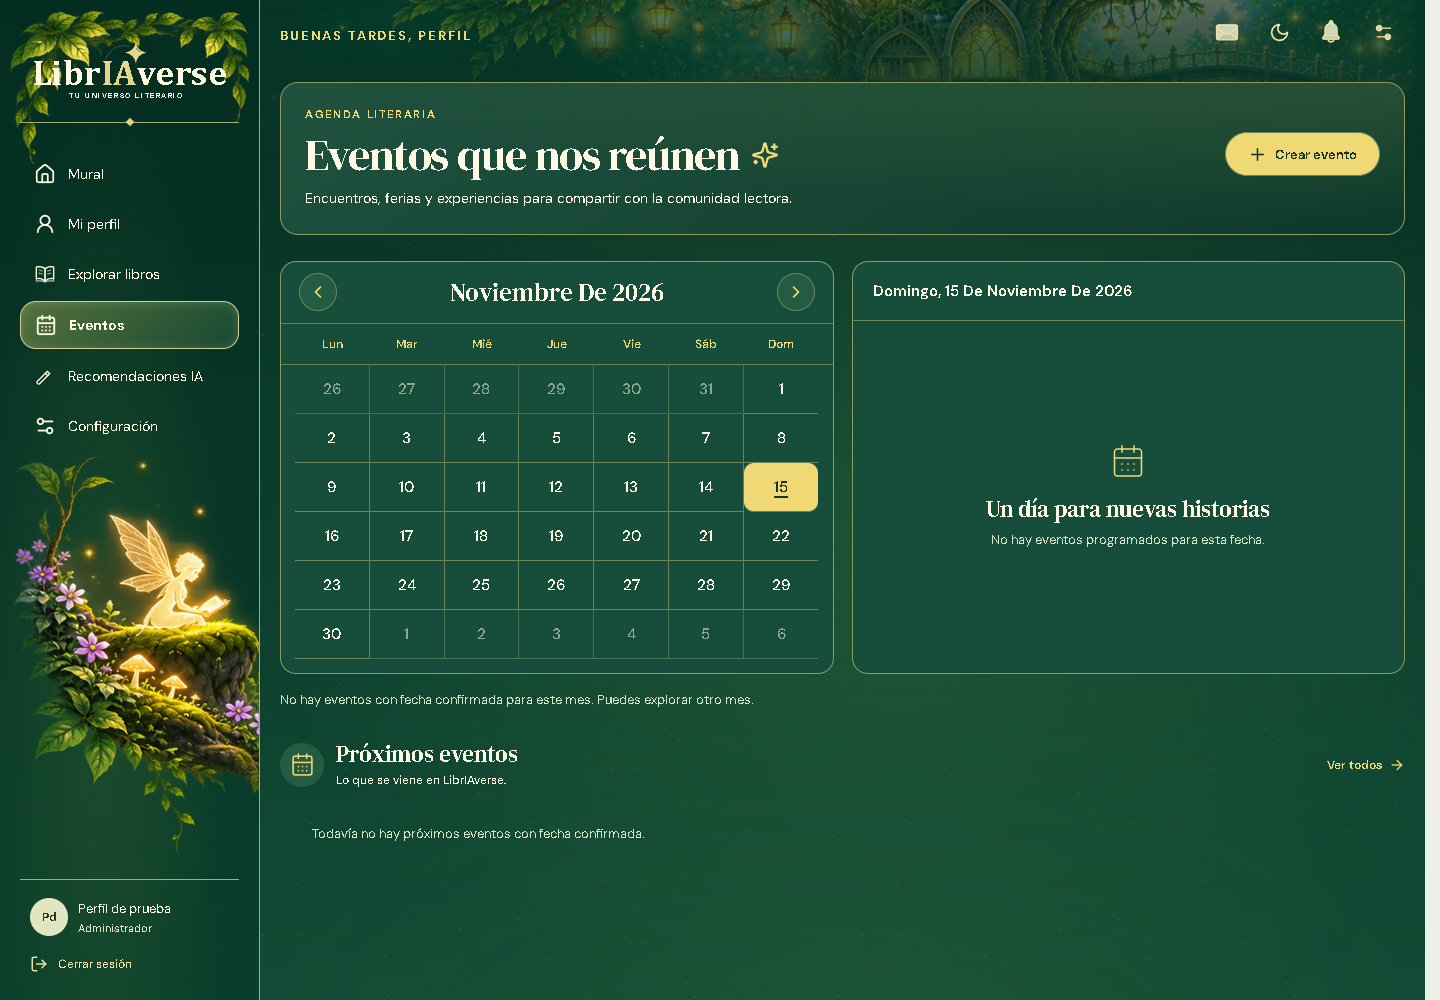 LibrIAverse
TU UNIVERSO LITERARIO
Mural
Mi perfil
Explorar libros
Eventos
Recomendaciones IA
Configuración
Pd
Perfil de prueba
Administrador
Cerrar sesión
BUENAS TARDES, PERFIL
AGENDA LITERARIA
Eventos que nos reúnen
Encuentros, ferias y experiencias para compartir con la comunidad lectora.
Crear evento
Noviembre De 2026
Lun Mar Mié Jue Vie Sáb Dom
26 27 28 29 30 31 1
2 3 4 5 6 7 8
9 10 11 12 13 14 15
16 17 18 19 20 21 22
23 24 25 26 27 28 29
30 1 2 3 4 5 6
Domingo, 15 De Noviembre De 2026
Un día para nuevas historias
No hay eventos programados para esta fecha.
No hay eventos con fecha confirmada para este mes. Puedes explorar otro mes.
Próximos eventos
Lo que se viene en LibrIAverse.
Ver todos
Todavía no hay próximos eventos con fecha confirmada.